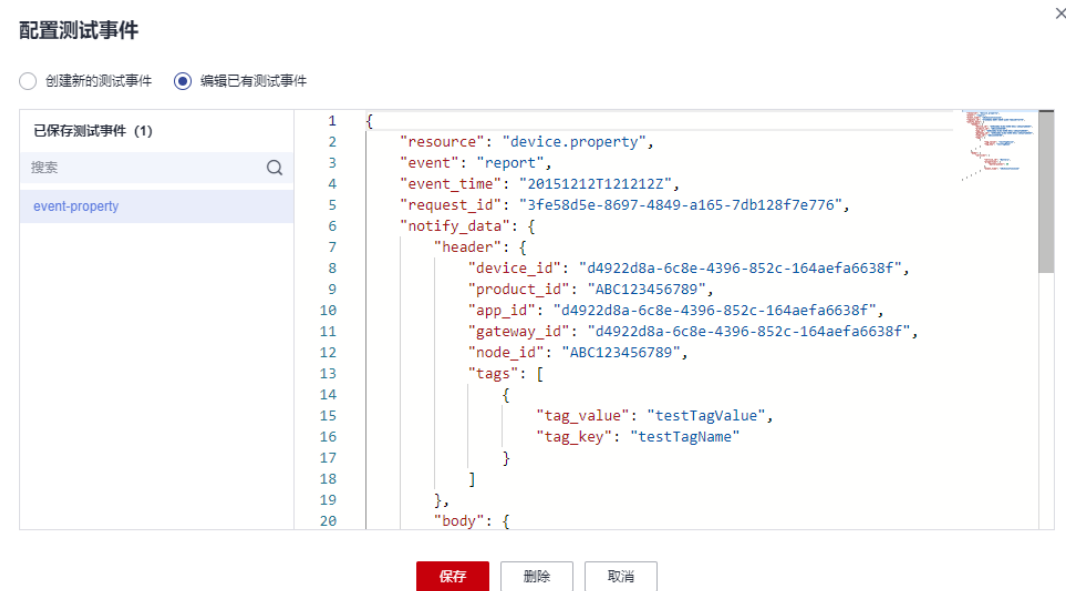 配置测试事件
创建新的测试事件 编辑已有测试事件
已保存测试事件 (1)
搜索
event-property
1 {
2 "resource": "device.property",
3 "event": "report",
4 "event_time": "20151212T121212Z",
5 "request_id": "3fe58d5e-8697-4849-a165-7db128f7e776",
6 "notify_data": {
7 "header": {
8 "device_id": "d4922d8a-6c8e-4396-852c-164aefa6638f",
9 "product_id": "ABC123456789",
10 "app_id": "d4922d8a-6c8e-4396-852c-164aefa6638f",
11 "gateway_id": "d4922d8a-6c8e-4396-852c-164aefa6638f",
12 "node_id": "ABC123456789",
13 "tags": [
14 {
15 "tag_value": "testTagValue",
16 "tag_key": "testTagName"
17 }
18 ]
19 },
20 "body": {
保存 删除 取消